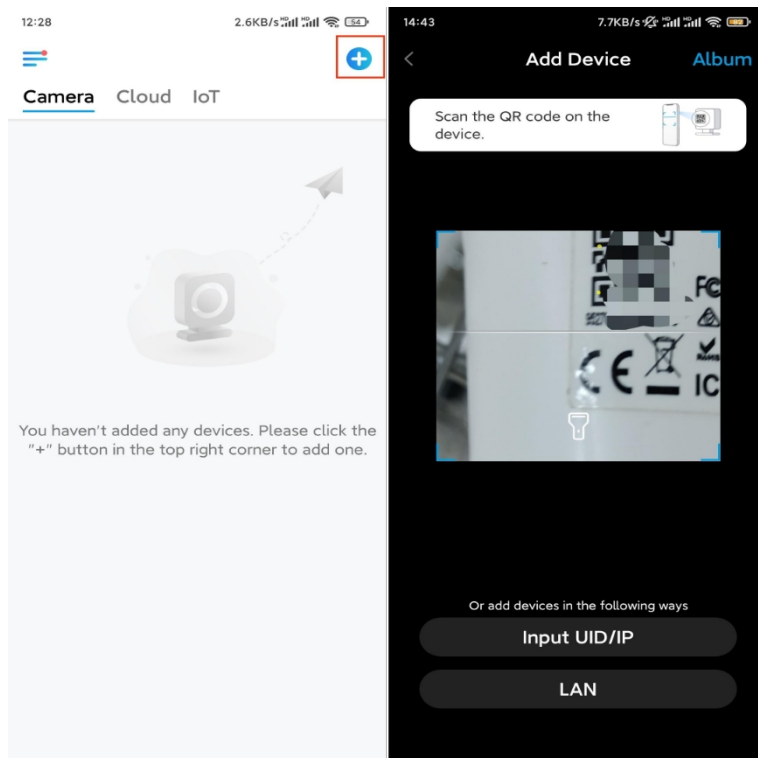 12:28
2.6KB/s
54
Camera
Cloud
IoT
You haven't added any devices. Please click the
"+" button in the top right corner to add one.
14:43
7.7KB/s
Add Device
Album
Scan the QR code on the
device.
FC
CE
IC
Or add devices in the following ways
Input UID/IP
LAN